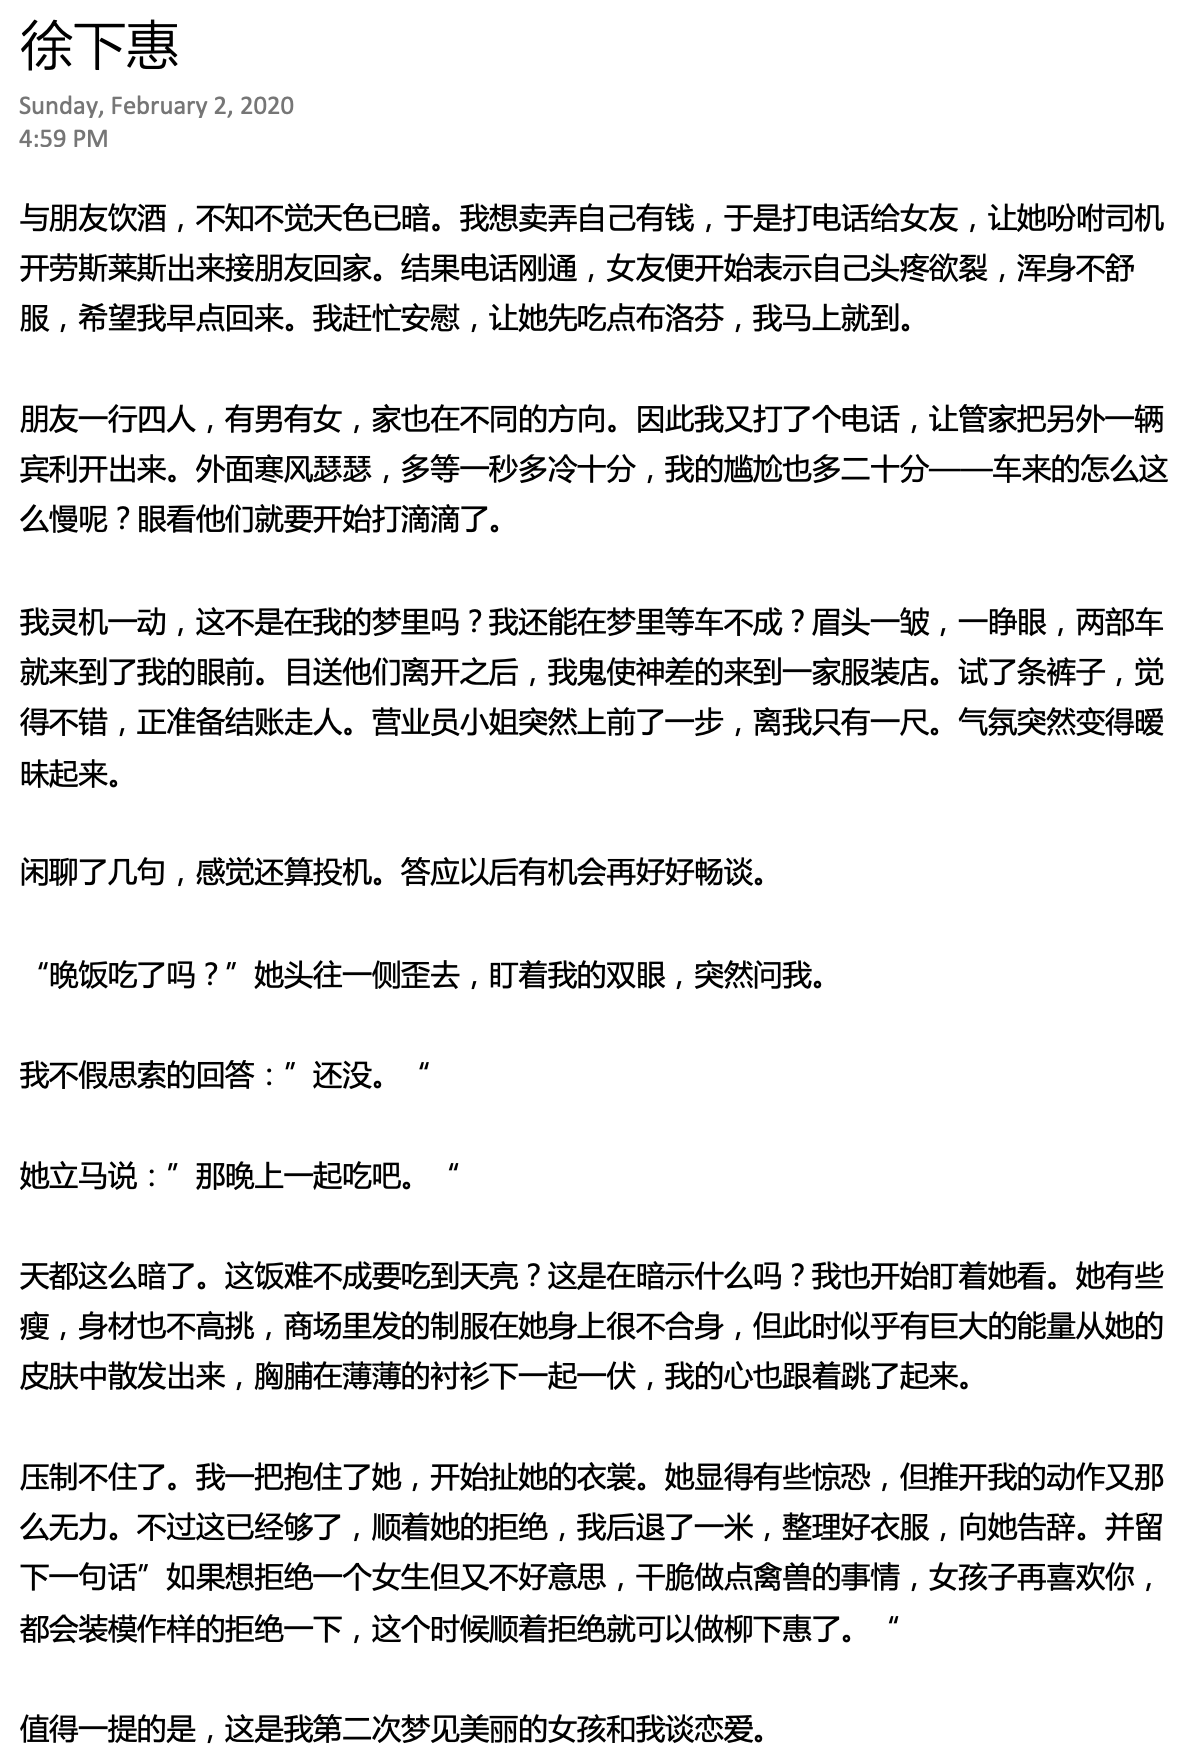 徐下惠
Sunday, February 2, 2020
4:59 PM
与朋友饮酒，不知不觉天色已暗。我想卖弄自己有钱，于是打电话给女友，让她吩咐司机
开劳斯莱斯出来接朋友回家。结果电话刚通，女友便开始表示自己头疼欲裂，浑身不舒
服，希望我早点回来。我赶忙安慰，让她先吃点布洛芬，我马上就到。
朋友一行四人，有男有女，家也在不同的方向。因此我又打了个电话，让管家把另外一辆
宾利开出来。外面寒风瑟瑟，多等一秒多冷十分，我的尴尬也多二十分——车来的怎么这
么慢呢？眼看他们就要开始打滴滴了。
我灵机一动，这不是在我的梦里吗？我还能在梦里等车不成？眉头一皱，一睁眼，两部车
就来到了我的眼前。目送他们离开之后，我鬼使神差的来到一家服装店。试了条裤子，觉
得不错，正准备结账走人。营业员小姐突然上前了一步，离我只有一尺。气氛突然变得暧
昧起来。
闲聊了几句，感觉还算投机。答应以后有机会再好好畅谈。
“晚饭吃了吗？”她头往一侧歪去，盯着我的双眼，突然问我。
我不假思索的回答：”还没。“
她立马说：”那晚上一起吃吧。“
天都这么暗了。这饭难不成要吃到天亮？这是在暗示什么吗？我也开始盯着她看。她有些
瘦，身材也不高挑，商场里发的制服在她身上很不合身，但此时似乎有巨大的能量从她的
皮肤中散发出来，胸脯在薄薄的衬衫下一起一伏，我的心也跟着跳了起来。
压制不住了。我一把抱住了她，开始扯她的衣裳。她显得有些惊恐，但推开我的动作又那
么无力。不过这已经够了，顺着她的拒绝，我后退了一米，整理好衣服，向她告辞。并留
下一句话”如果想拒绝一个女生但又不好意思，干脆做点禽兽的事情，女孩子再喜欢你，
都会装模作样的拒绝一下，这个时候顺着拒绝就可以做柳下惠了。“
值得一提的是，这是我第二次梦见美丽的女孩和我谈恋爱。